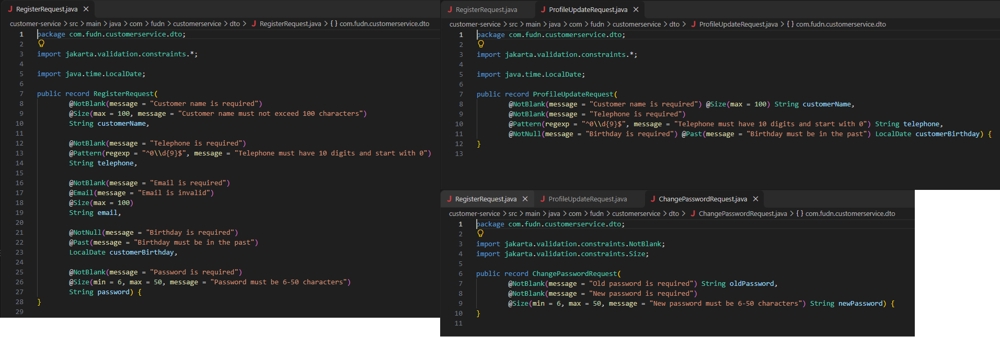 RegisterRequest.java
customer-service > src > main > java > com > fudn > customerservice > dto > RegisterRequest.java > {} com.fudn.customerservice.dto
1 package com.fudn.customerservice.dto;
2
3 import jakarta.validation.constraints.*;
4
5 import java.time.LocalDate;
6
7 public record RegisterRequest(
8 @NotBlank(message = "Customer name is required")
9 @Size(max = 100, message = "Customer name must not exceed 100 characters")
10 String customerName,
11
12 @NotBlank(message = "Telephone is required")
13 @Pattern(regexp = "^0\\d{9}$", message = "Telephone must have 10 digits and start with 0")
14 String telephone,
15
16 @NotBlank(message = "Email is required")
17 @Email(message = "Email is invalid")
18 @Size(max = 100)
19 String email,
20
21 @NotNull(message = "Birthday is required")
22 @Past(message = "Birthday must be in the past")
23 LocalDate customerBirthday,
24
25 @NotBlank(message = "Password is required")
26 @Size(min = 6, max = 50, message = "Password must be 6-50 characters")
27 String password) {
28 }
29
RegisterRequest.java ProfileUpdateRequest.java
customer-service > src > main > java > com > fudn > customerservice > dto > ProfileUpdateRequest.java > {} com.fudn.customerservice.dto
1 package com.fudn.customerservice.dto;
2
3 import jakarta.validation.constraints.*;
4
5 import java.time.LocalDate;
6
7 public record ProfileUpdateRequest(
8 @NotBlank(message = "Customer name is required") @Size(max = 100) String customerName,
9 @NotBlank(message = "Telephone is required")
10 @Pattern(regexp = "^0\\d{9}$", message = "Telephone must have 10 digits and start with 0") String telephone,
11 @NotNull(message = "Birthday is required") @Past(message = "Birthday must be in the past") LocalDate customerBirthday) {
12 }
13
RegisterRequest.java ProfileUpdateRequest.java ChangePasswordRequest.java
customer-service > src > main > java > com > fudn > customerservice > dto > ChangePasswordRequest.java > {} com.fudn.customerservice.dto
1 package com.fudn.customerservice.dto;
2
3 import jakarta.validation.constraints.NotBlank;
4 import jakarta.validation.constraints.Size;
5
6 public record ChangePasswordRequest(
7 @NotBlank(message = "Old password is required") String oldPassword,
8 @NotBlank(message = "New password is required")
9 @Size(min = 6, max = 50, message = "New password must be 6-50 characters") String newPassword) {
10 }
11